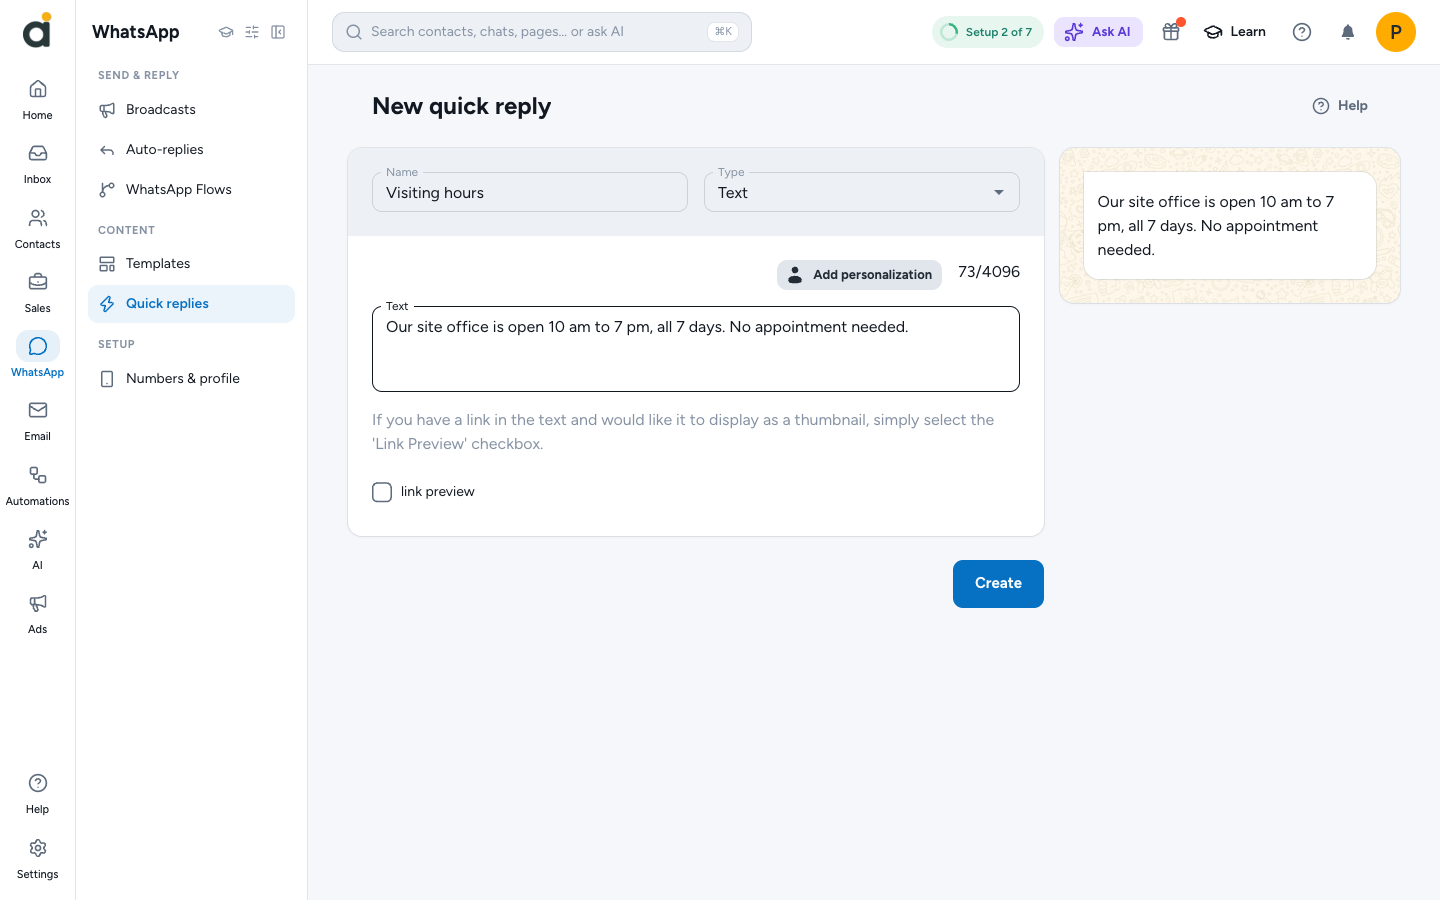 WhatsApp
Search contacts, chats, pages... or ask AI
⌘K
Setup 2 of 7
Ask AI
Learn
P
Home
Inbox
Contacts
Sales
WhatsApp
Email
Automations
AI
Ads
Help
Settings
SEND & REPLY
Broadcasts
Auto-replies
WhatsApp Flows
CONTENT
Templates
Quick replies
SETUP
Numbers & profile
New quick reply
Help
Name
Visiting hours
Type
Text
Add personalization
73/4096
Text
Our site office is open 10 am to 7 pm, all 7 days. No appointment needed.
If you have a link in the text and would like it to display as a thumbnail, simply select the
'Link Preview' checkbox.
link preview
Create
Our site office is open 10 am to 7
pm, all 7 days. No appointment
needed.